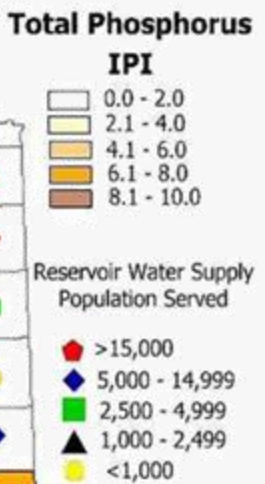 Total Phosphorus
IPI
0.0 - 2.0
2.1 - 4.0
4.1 - 6.0
6.1 - 8.0
8.1 - 10.0
Reservoir Water Supply
Population Served
>15,000
5,000 - 14,999
2,500 - 4,999
1,000 - 2,499
<1,000